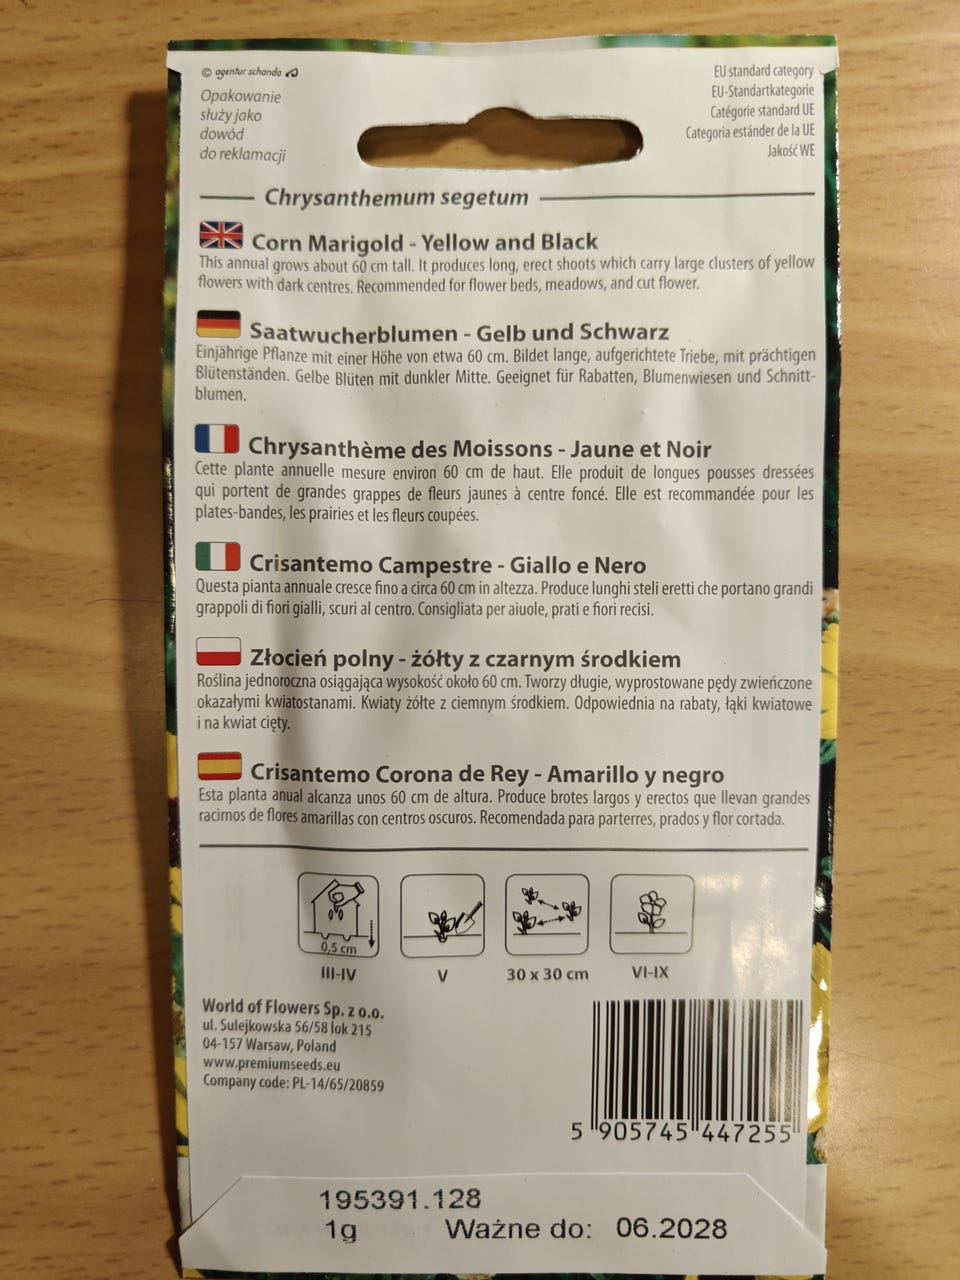 © agentur schanda
Opakowanie
służy jako
dowód
do reklamacji
EU standard category
EU-Standartkategorie
Catégorie standard UE
Categoria estánder de la UE
Jakość WE
Chrysanthemum segetum
Corn Marigold - Yellow and Black
This annual grows about 60 cm tall. It produces long, erect shoots which carry large clusters of yellow
flowers with dark centres. Recommended for flower beds, meadows, and cut flower.
Saatwucherblumen - Gelb und Schwarz
Einjährige Pflanze mit einer Höhe von etwa 60 cm. Bildet lange, aufgerichtete Triebe, mit prächtigen
Blütenständen. Gelbe Blüten mit dunkler Mitte. Geeignet für Rabatten, Blumenwiesen und Schnitt-
blumen.
Chrysanthème des Moissons - Jaune et Noir
Cette plante annuelle mesure environ 60 cm de haut. Elle produit de longues pousses dressées
qui portent de grandes grappes de fleurs jaunes à centre foncé. Elle est recommandée pour les
plates-bandes, les prairies et les fleurs coupées.
Crisantemo Campestre - Giallo e Nero
Questa pianta annuale cresce fino a circa 60 cm in altezza. Produce lunghi steli eretti che portano grandi
grappoli di fiori gialli, scuri al centro. Consigliata per aiuole, prati e fiori recisi.
Złocień polny - żółty z czarnym środkiem
Roślina jednoroczna osiągająca wysokość około 60 cm. Tworzy długie, wyprostowane pędy zwieńczone
okazałymi kwiatostanami. Kwiaty żółte z ciemnym środkiem. Odpowiednia na rabaty, łąki kwiatowe
i na kwiat cięty.
Crisantemo Corona de Rey - Amarillo y negro
Esta planta anual alcanza unos 60 cm de altura. Produce brotes largos y erectos que llevan grandes
racimos de flores amarillas con centros oscuros. Recomendada para parterres, prados y flor cortada.
0,5 cm
III-IV V 30 x 30 cm VI-IX
World of Flowers Sp. z o.o.
ul. Sulejkowska 56/58 lok 215
04-157 Warsaw, Poland
www.premiumseeds.eu
Company code: PL-14/65/20859
5 905745 447255
195391.128
1g Ważne do: 06.2028